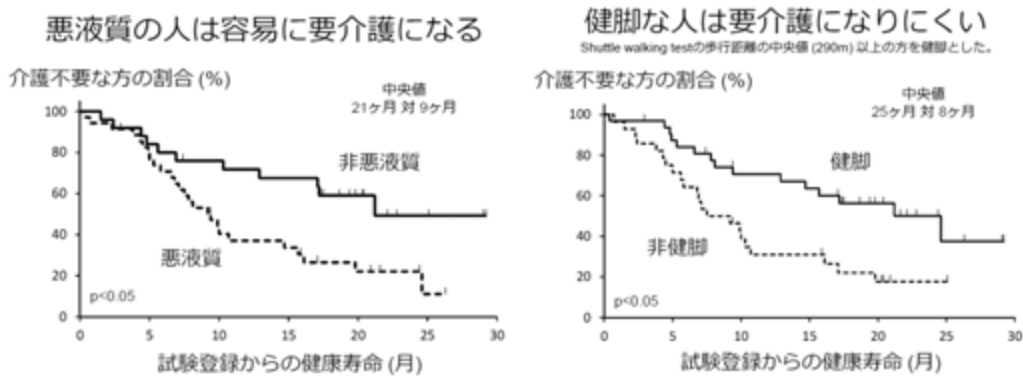 悪液質の人は容易に要介護になる
介護不要な方の割合 (%)
中央値
21ヶ月 対 9ヶ月
100
80
60
40
20
0
非悪液質
悪液質
p<0.05
0 5 10 15 20 25 30
試験登録からの健康寿命 (月)
健脚な人は要介護になりにくい
Shuttle walking testの歩行距離の中央値 (290m) 以上の方を健脚とした。
介護不要な方の割合 (%)
中央値
25ヶ月 対 8ヶ月
100
80
60
40
20
0
健脚
非健脚
p<0.05
0 5 10 15 20 25 30
試験登録からの健康寿命 (月)